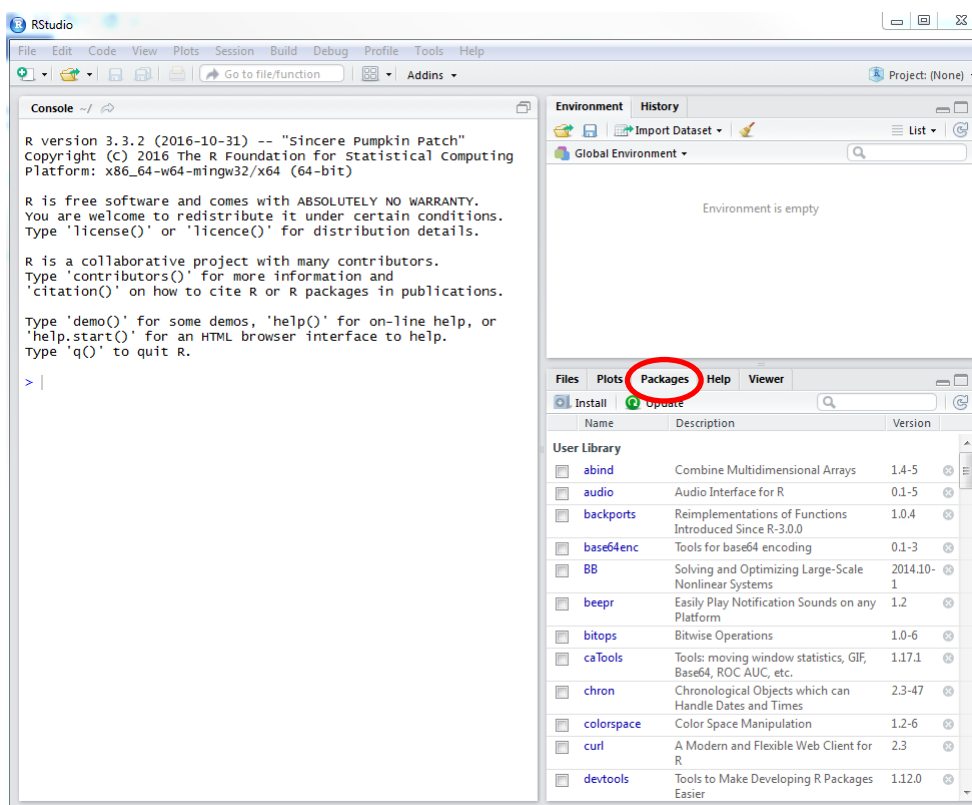 RStudio
File Edit Code View Plots Session Build Debug Profile Tools Help
Go to file/function Addins Project: (None)
Console ~/
R version 3.3.2 (2016-10-31) -- "Sincere Pumpkin Patch"
Copyright (C) 2016 The R Foundation for Statistical Computing
Platform: x86_64-w64-mingw32/x64 (64-bit)
R is free software and comes with ABSOLUTELY NO WARRANTY.
You are welcome to redistribute it under certain conditions.
Type 'license()' or 'licence()' for distribution details.
R is a collaborative project with many contributors.
Type 'contributors()' for more information and
'citation()' on how to cite R or R packages in publications.
Type 'demo()' for some demos, 'help()' for on-line help, or
'help.start()' for an HTML browser interface to help.
Type 'q()' to quit R.
>
Environment History
Import Dataset List
Global Environment
Environment is empty
Files Plots Packages Help Viewer
Install Update
Name Description Version
User Library
abind Combine Multidimensional Arrays 1.4-5
audio Audio Interface for R 0.1-5
backports Reimplementations of Functions 1.0.4
Introduced Since R-3.0.0
base64enc Tools for base64 encoding 0.1-3
BB Solving and Optimizing Large-Scale 2014.10-
Nonlinear Systems 1
beepr Easily Play Notification Sounds on any 1.2
Platform
bitops Bitwise Operations 1.0-6
caTools Tools: moving window statistics, GIF, 1.17.1
Base64, ROC AUC, etc.
chron Chronological Objects which can 2.3-47
Handle Dates and Times
colorspace Color Space Manipulation 1.2-6
curl A Modern and Flexible Web Client for 2.3
R
devtools Tools to Make Developing R Packages 1.12.0
Easier